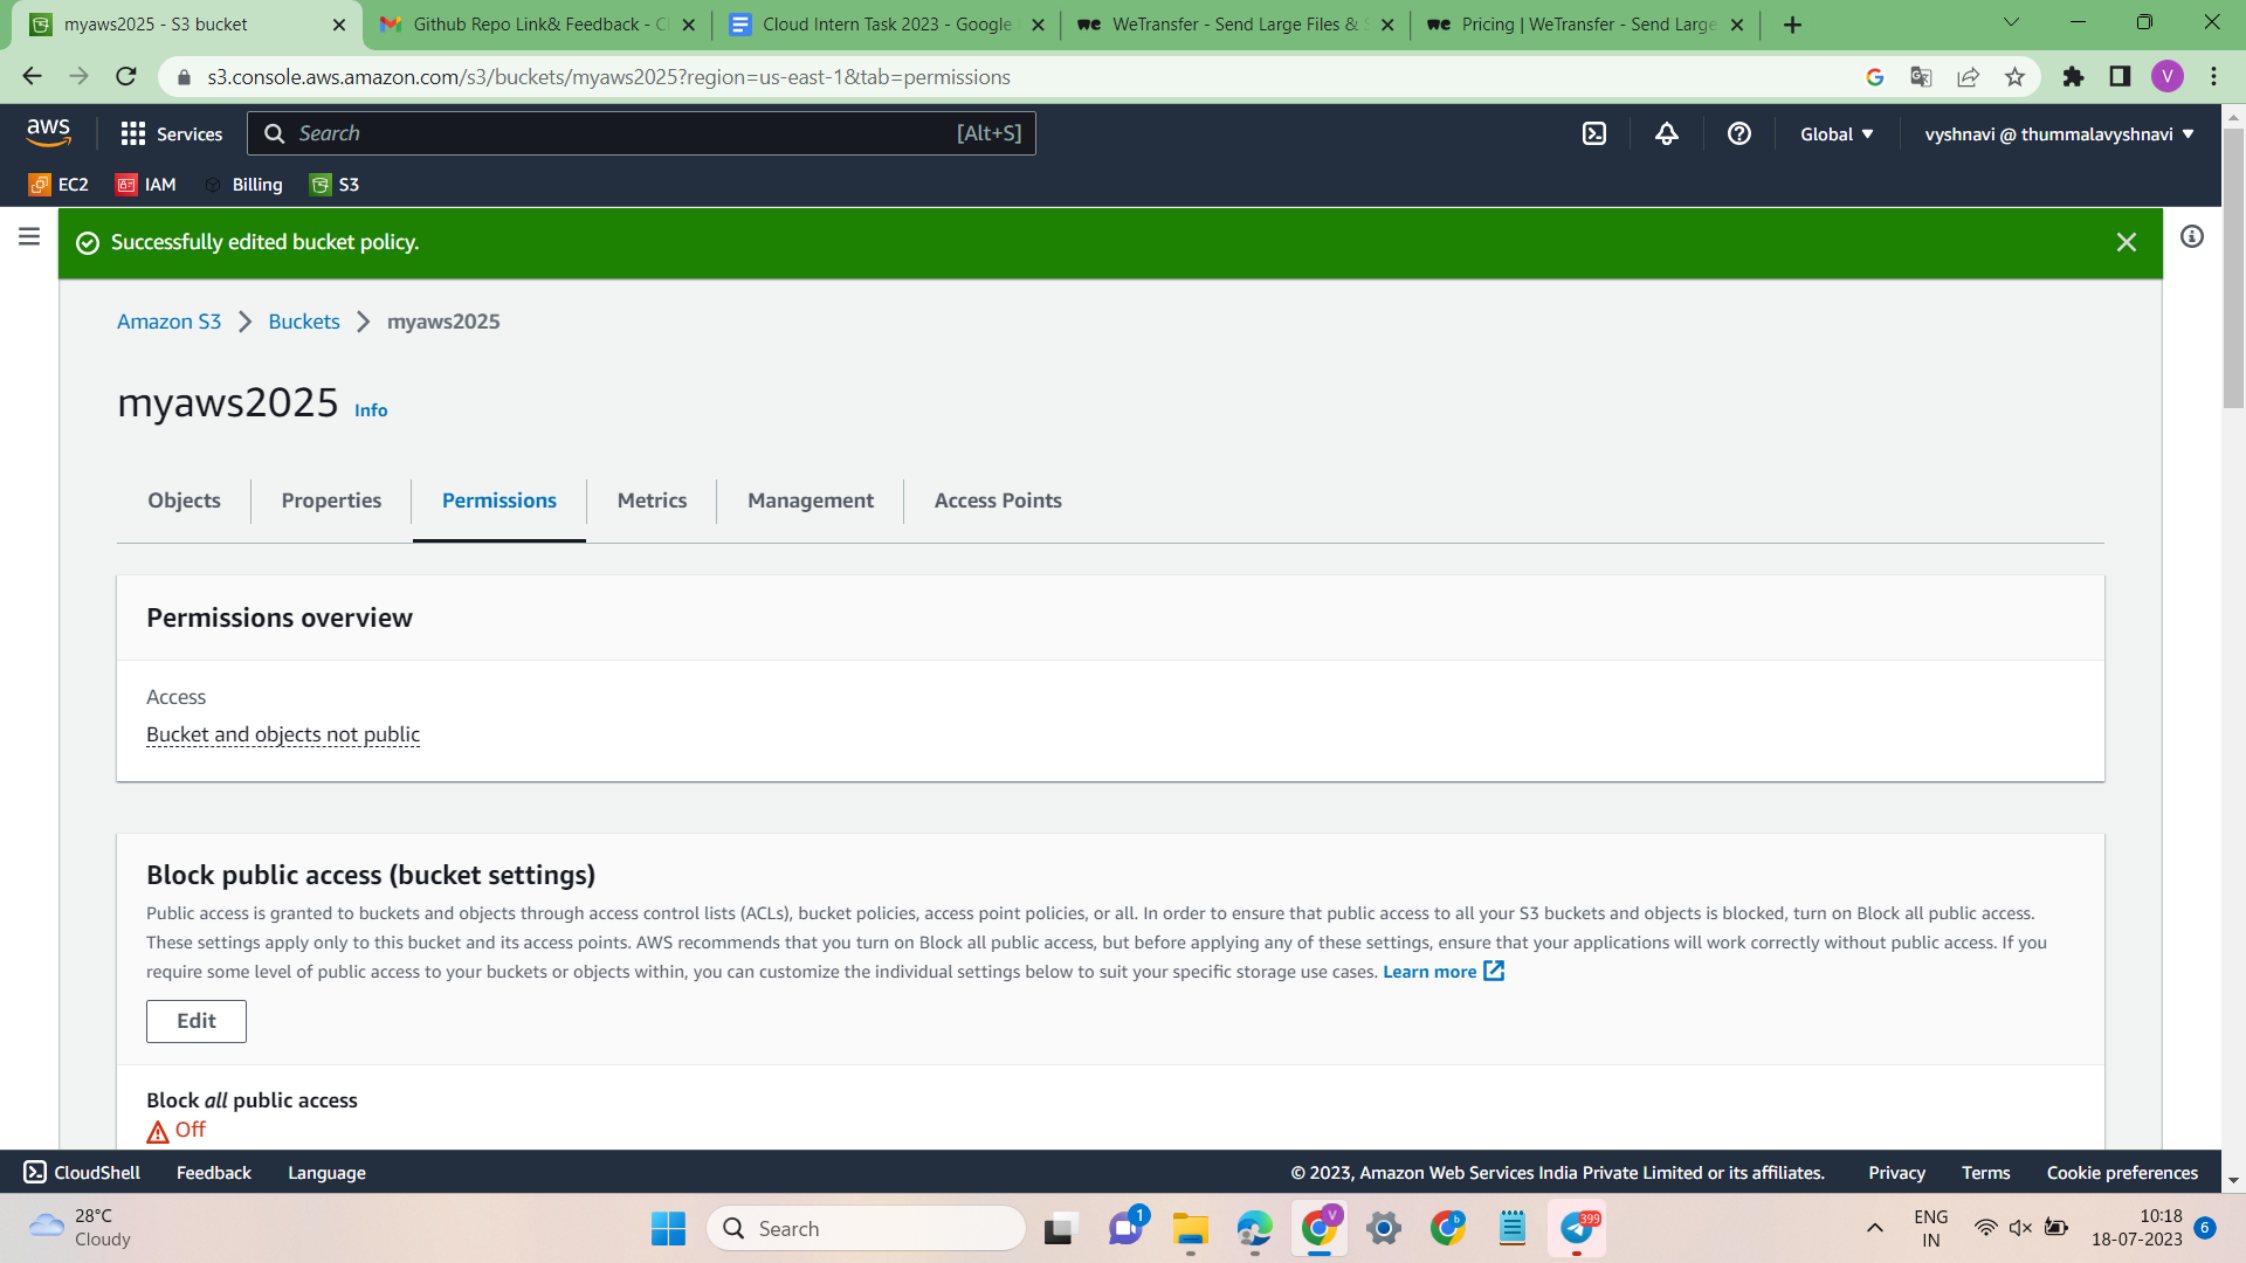 myaws2025 - S3 bucket
Github Repo Link& Feedback - Cl
Cloud Intern Task 2023 - Google
we WeTransfer - Send Large Files & S
we Pricing | WeTransfer - Send Large
s3.console.aws.amazon.com/s3/buckets/myaws2025?region=us-east-1&tab=permissions
V
aws
Services
Search
[Alt+S]
Global
vyshnavi @ thummalavyshnavi
EC2
IAM
Billing
S3
Successfully edited bucket policy.
Amazon S3
Buckets
myaws2025
myaws2025
Info
Objects
Properties
Permissions
Metrics
Management
Access Points
Permissions overview
Access
Bucket and objects not public
Block public access (bucket settings)
Public access is granted to buckets and objects through access control lists (ACLs), bucket policies, access point policies, or all. In order to ensure that public access to all your S3 buckets and objects is blocked, turn on Block all public access.
These settings apply only to this bucket and its access points. AWS recommends that you turn on Block all public access, but before applying any of these settings, ensure that your applications will work correctly without public access. If you
require some level of public access to your buckets or objects within, you can customize the individual settings below to suit your specific storage use cases. Learn more
Edit
Block all public access
Off
CloudShell
Feedback
Language
© 2023, Amazon Web Services India Private Limited or its affiliates.
Privacy
Terms
Cookie preferences
28°C
Cloudy
Search
1
V
b
399
ENG
IN
10:18
18-07-2023
6